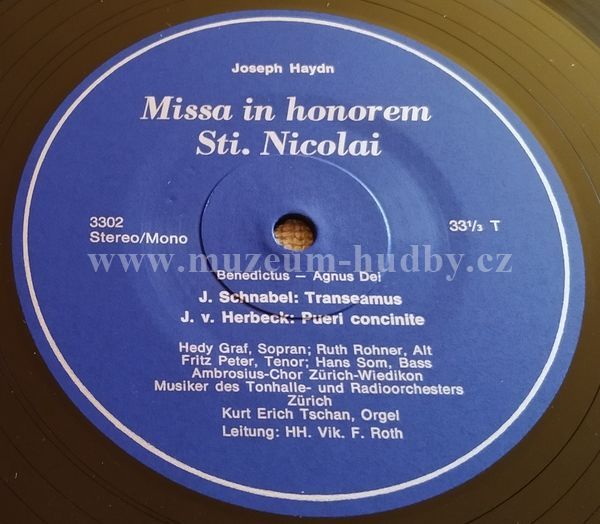 Joseph Haydn
Missa in honorem
Sti. Nicolai
3302
Stereo/Mono
33⅓ T
www.muzeum-hudby.cz
Benedictus – Agnus Dei
J. Schnabel: Transeamus
J. v. Herbeck: Pueri concinite
Hedy Graf, Sopran; Ruth Rohner, Alt
Fritz Peter, Tenor; Hans Som, Bass
Ambrosius-Chor Zürich-Wiedikon
Musiker des Tonhalle- und Radioorchesters
Zürich
Kurt Erich Tschan, Orgel
Leitung: HH. Vik. F. Roth